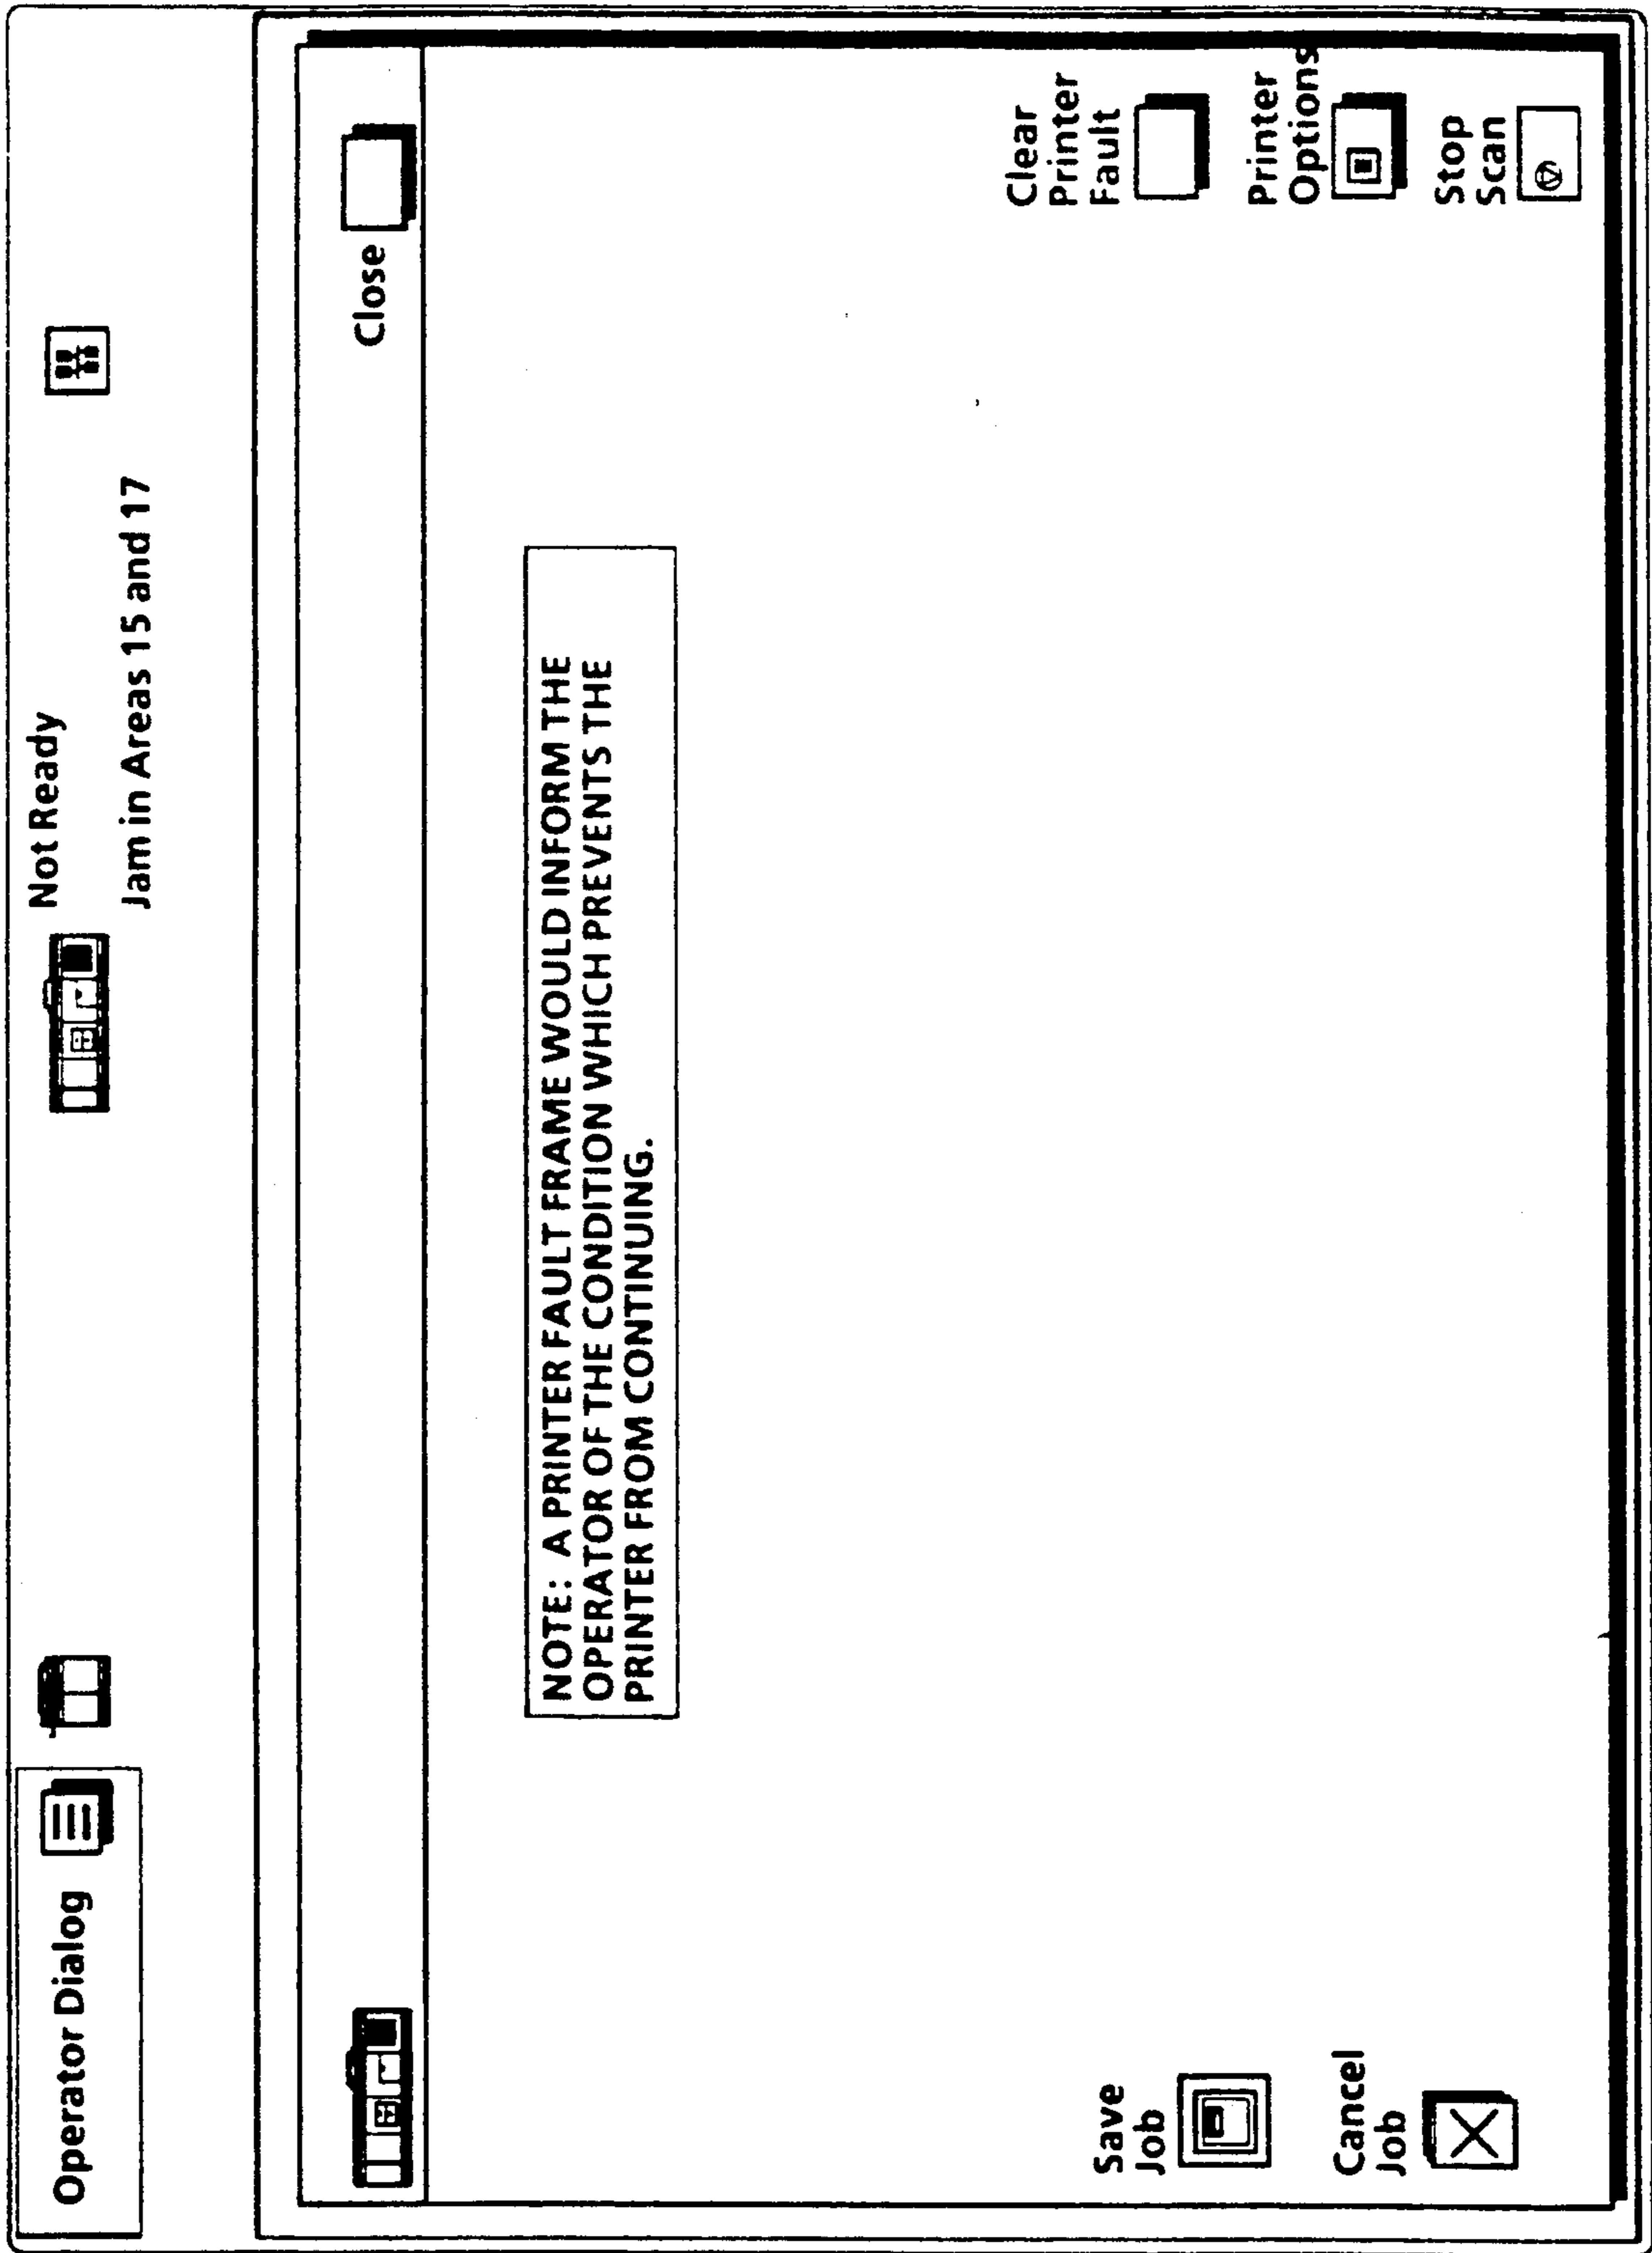 Operator Dialog
Not Ready
Jam in Areas 15 and 17
Close
NOTE: A PRINTER FAULT FRAME WOULD INFORM THE
OPERATOR OF THE CONDITION WHICH PREVENTS THE
PRINTER FROM CONTINUING.
Save
Job
Cancel
Job
Clear
Printer
Fault
Printer
Options
Stop
Scan